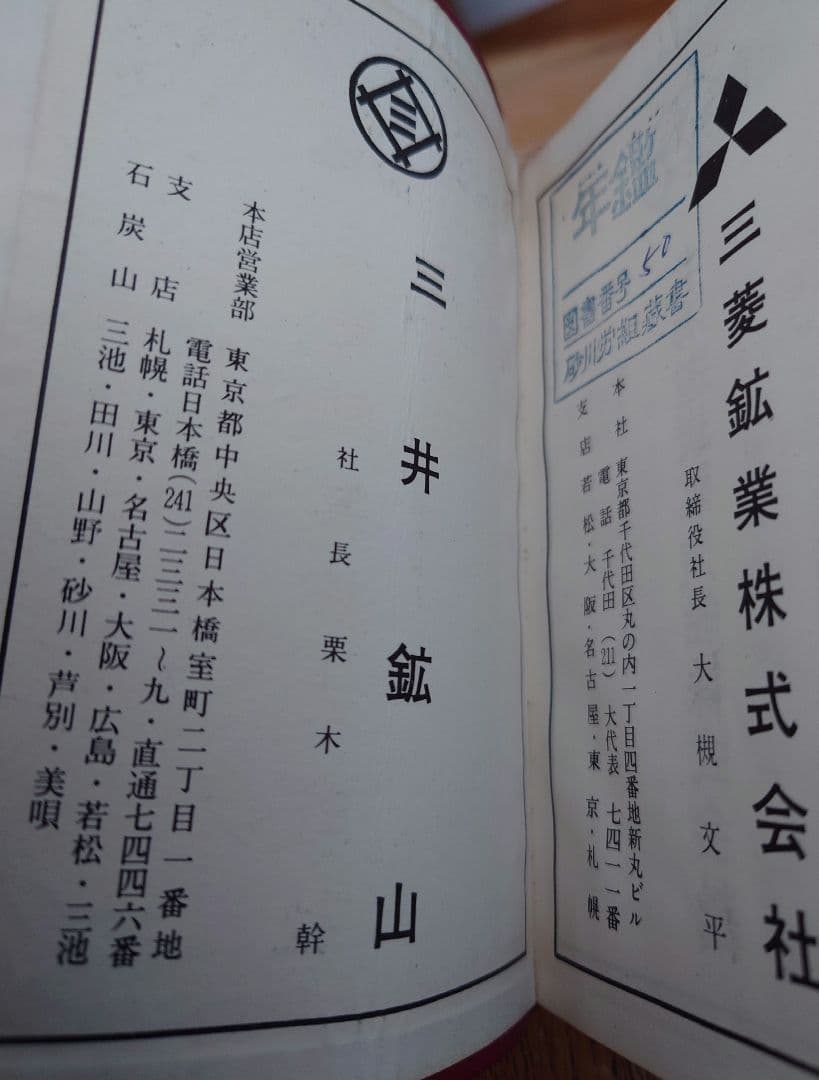 三菱鉱業株式会社
取締役社長 大槻文平
本社 東京都千代田区丸の内一丁目四番地新丸ビル
電話 千代田(211)大代表 七四一一番
支店 若松・大阪・名古屋・東京・札幌
年鑑
図書番号 50
砂川労組蔵書
三井鉱山
社長 栗木幹
本店営業部 東京都中央区日本橋室町二丁目一番地
電話日本橋(241)二三三一～九・直通七四四六番
支店 札幌・東京・名古屋・大阪・広島・若松・三池
石炭山 三池・田川・山野・砂川・芦別・美唄